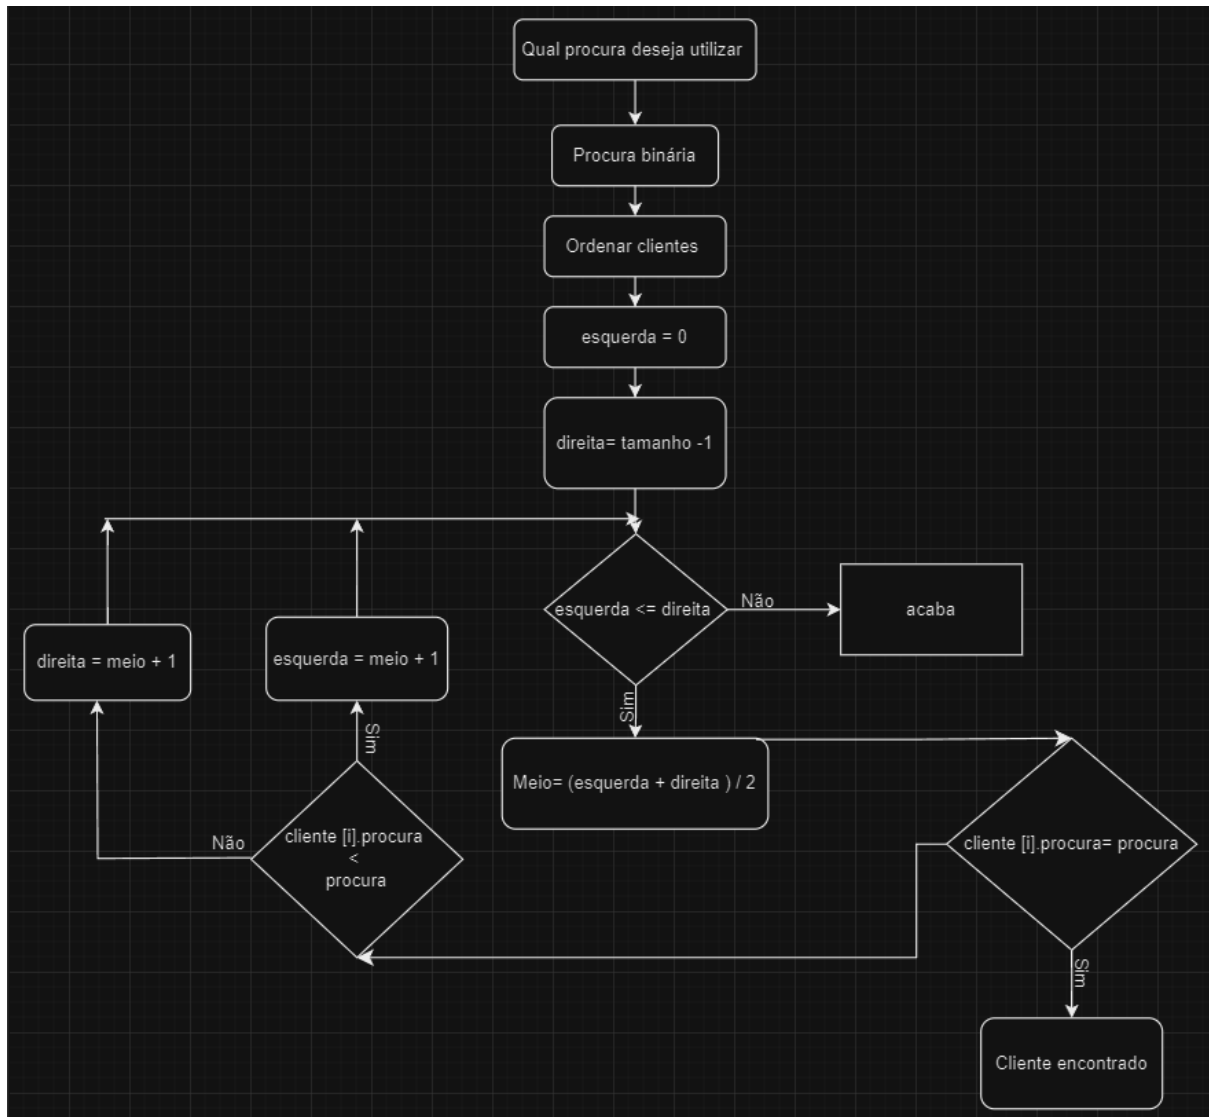 Qual procura deseja utilizar
Procura binária
Ordenar clientes
esquerda = 0
direita= tamanho -1
esquerda <= direita
Não
acaba
Sim
direita = meio + 1
esquerda = meio + 1
Sim
Meio= (esquerda + direita ) / 2
cliente [i].procura
<
procura
Não
cliente [i].procura= procura
Sim
Cliente encontrado